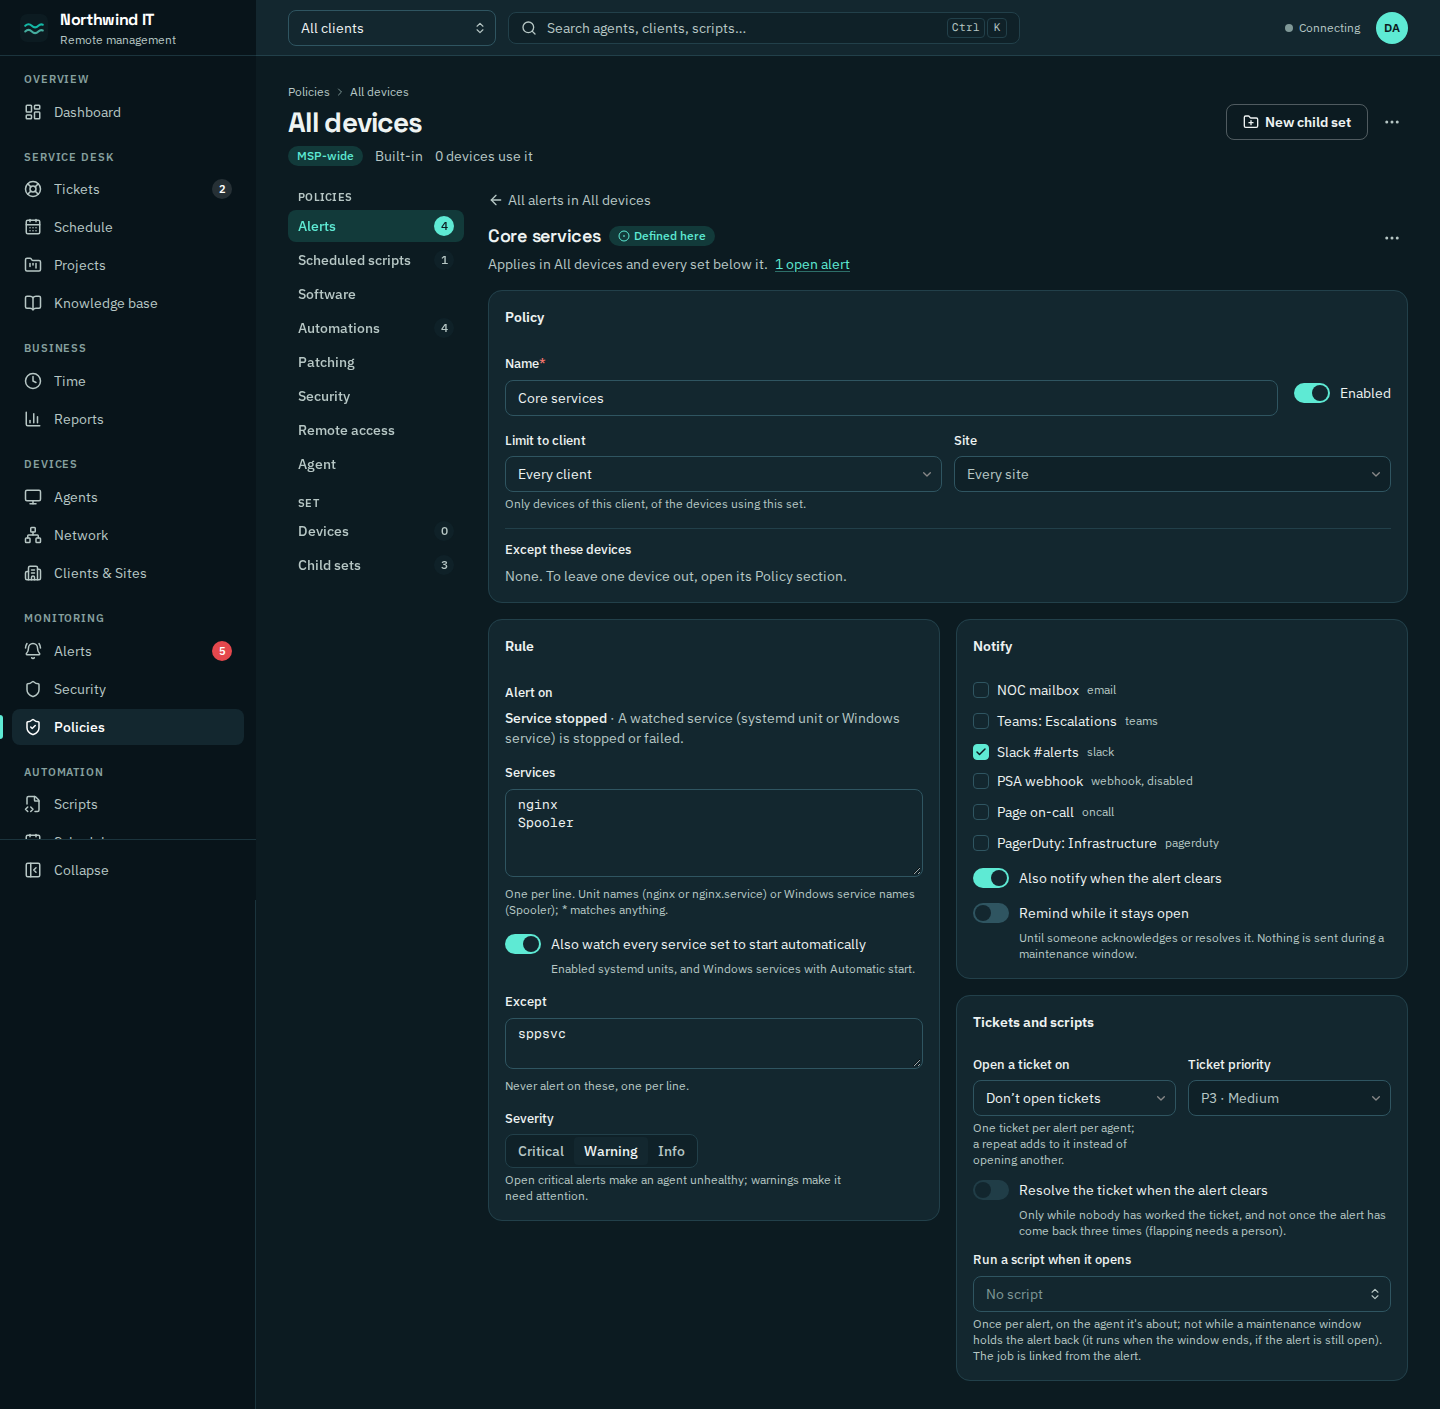 Northwind IT
Remote management
All clients
Search agents, clients, scripts...
Ctrl K
Connecting
DA
OVERVIEW
Dashboard
SERVICE DESK
Tickets 2
Schedule
Projects
Knowledge base
BUSINESS
Time
Reports
DEVICES
Agents
Network
Clients & Sites
MONITORING
Alerts 5
Security
Policies
AUTOMATION
Scripts
Collapse
Policies > All devices
All devices
MSP-wide Built-in 0 devices use it
New child set
POLICIES
Alerts 4
Scheduled scripts 1
Software
Automations 4
Patching
Security
Remote access
Agent
SET
Devices 0
Child sets 3
← All alerts in All devices
Core services Defined here
Applies in All devices and every set below it. 1 open alert
Policy
Name*
Core services
Enabled
Limit to client
Every client
Only devices of this client, of the devices using this set.
Site
Every site
Except these devices
None. To leave one device out, open its Policy section.
Rule
Alert on
Service stopped · A watched service (systemd unit or Windows
service) is stopped or failed.
Services
nginx
Spooler
One per line. Unit names (nginx or nginx.service) or Windows service names
(Spooler); * matches anything.
Also watch every service set to start automatically
Enabled systemd units, and Windows services with Automatic start.
Except
sppsvc
Never alert on these, one per line.
Severity
Critical Warning Info
Open critical alerts make an agent unhealthy; warnings make it
need attention.
Notify
NOC mailbox email
Teams: Escalations teams
Slack #alerts slack
PSA webhook webhook, disabled
Page on-call oncall
PagerDuty: Infrastructure pagerduty
Also notify when the alert clears
Remind while it stays open
Until someone acknowledges or resolves it. Nothing is sent during a
maintenance window.
Tickets and scripts
Open a ticket on
Don't open tickets
One ticket per alert per agent;
a repeat adds to it instead of
opening another.
Ticket priority
P3 · Medium
Resolve the ticket when the alert clears
Only while nobody has worked the ticket, and not once the alert has
come back three times (flapping needs a person).
Run a script when it opens
No script
Once per alert, on the agent it's about; not while a maintenance window
holds the alert back (it runs when the window ends, if the alert is still open).
The job is linked from the alert.